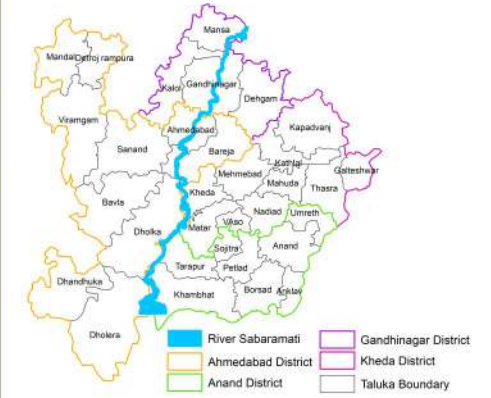 Mansa
Mandal Detroj rampura
Kalol Gandhinagar
Dehgam
Viramgam
Ahmedabad
Kapadvanj
Sanand
Bareja
Kathlal
Mehmebad
Galteshwar
Mahuda
Thasra
Bavla
Kheda
Nadiad
Umreth
Matar
VAso
Dholka
Sojitra
Anand
Tarapur
Petlad
Dhandhuka
Khambhat
Borsad
Anklav
Dholera
River Sabaramati
Gandhinagar District
Ahmedabad District
Kheda District
Anand District
Taluka Boundary